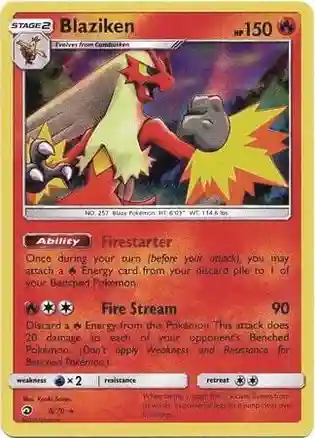 STAGE2 Blaziken HP150
Evolves from Combusken
NO. 257 Blaze Pokémon HT: 6'03" WT: 114.6 lbs
Ability Firestarter
Once during your turn (before your attack), you may
attach a Energy card from your discard pile to 1 of
your Benched Pokémon.
Fire Stream 90
Discard a Energy from this Pokémon. This attack does
20 damage to each of your opponent's Benched
Pokémon. (Don't apply Weakness and Resistance for
Benched Pokémon.)
weakness ×2 resistance retreat